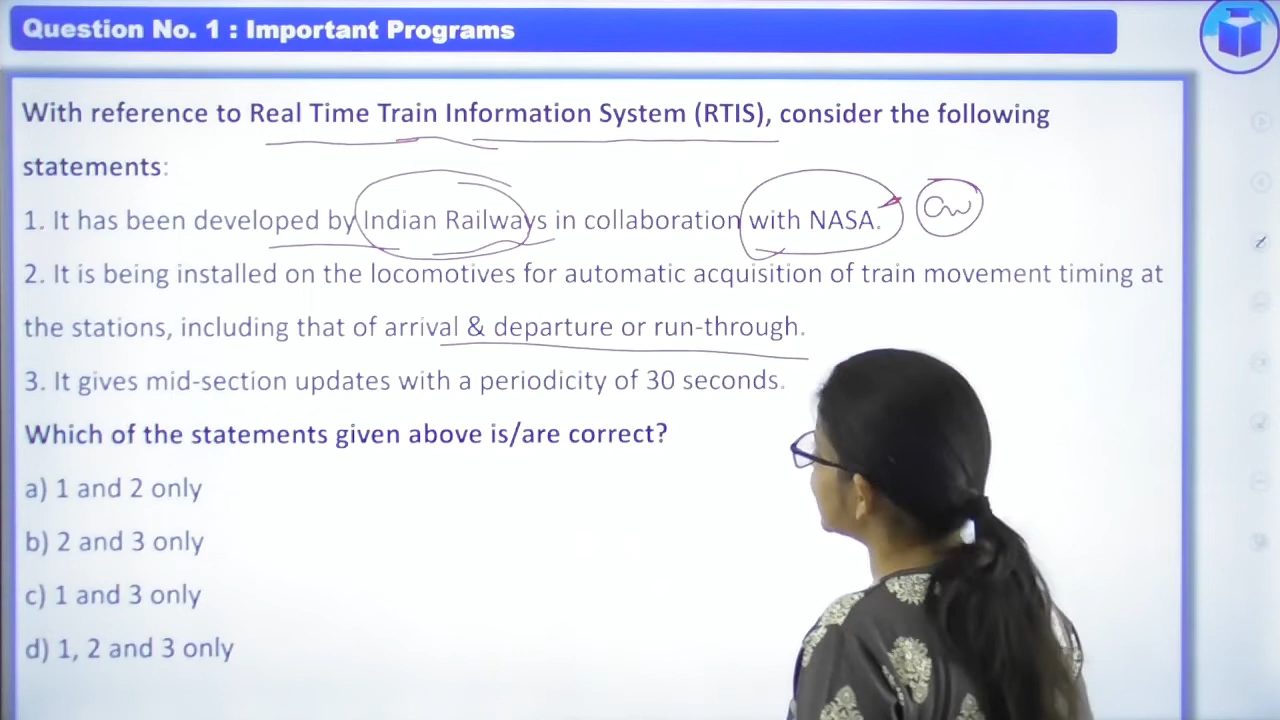 Question No. 1 : Important Programs
With reference to Real Time Train Information System (RTIS), consider the following
statements:
1. It has been developed by Indian Railways in collaboration with NASA.
2. It is being installed on the locomotives for automatic acquisition of train movement timing at
the stations, including that of arrival & departure or run-through.
3. It gives mid-section updates with a periodicity of 30 seconds.
Which of the statements given above is/are correct?
a) 1 and 2 only
b) 2 and 3 only
c) 1 and 3 only
d) 1, 2 and 3 only